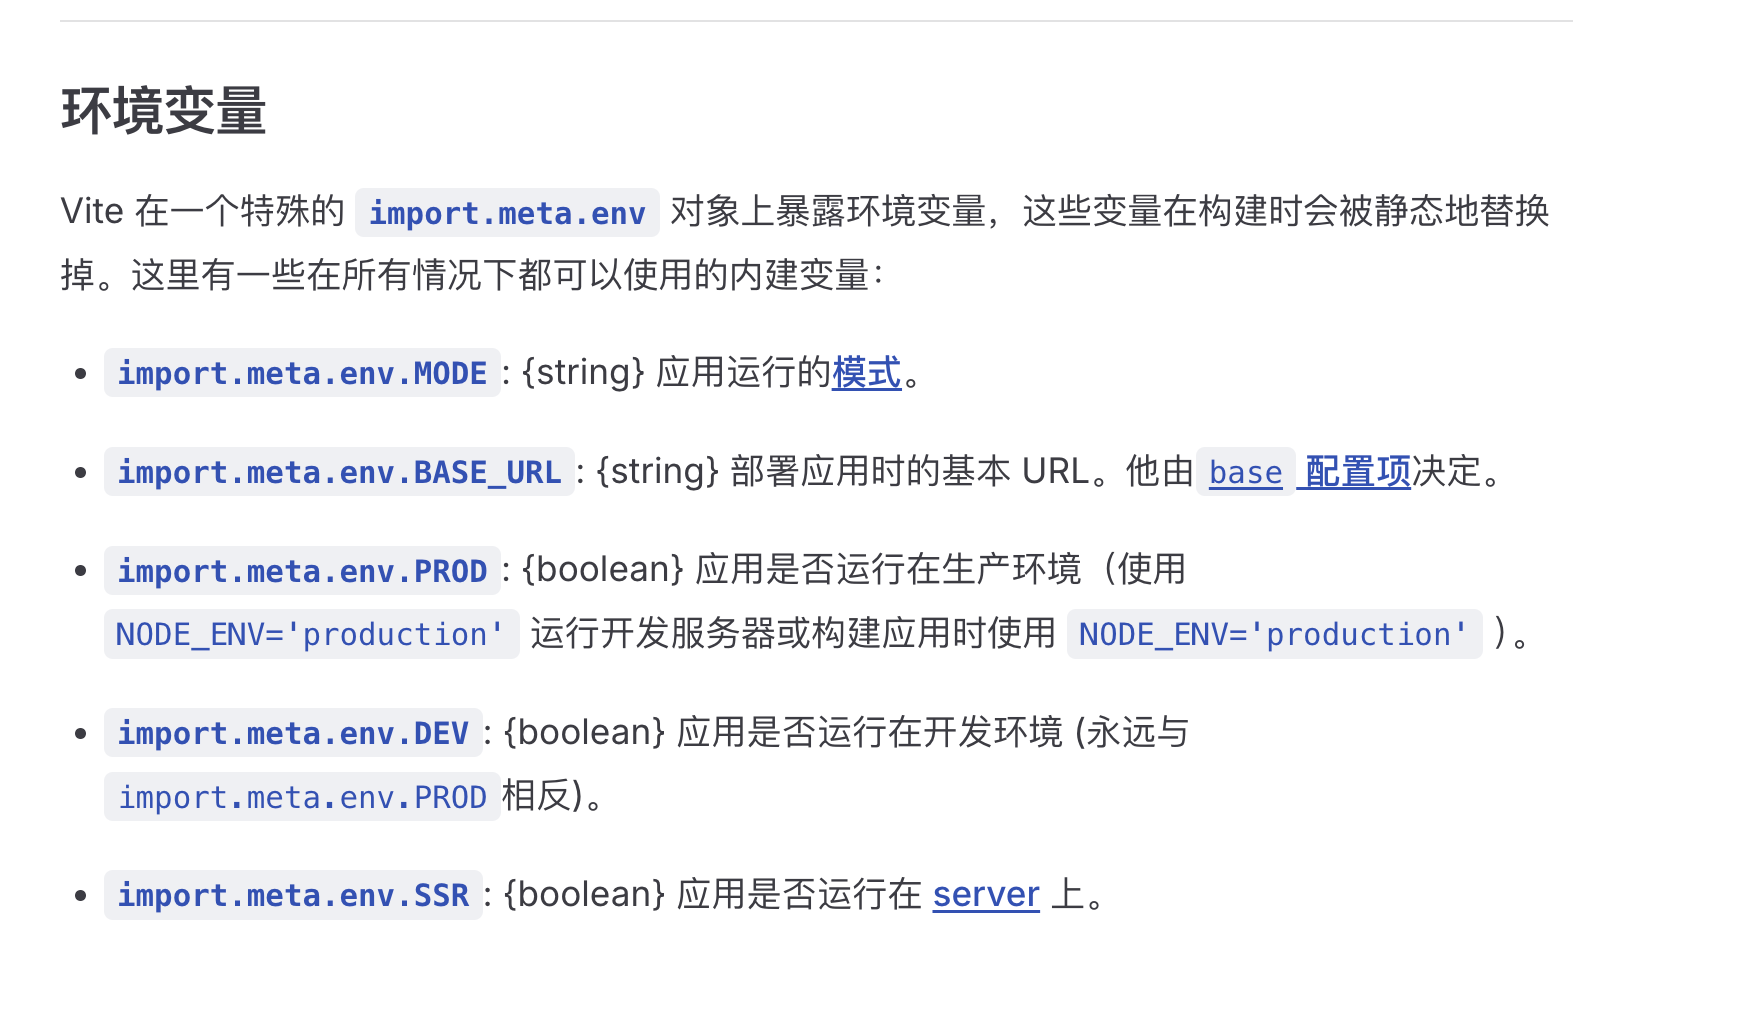 环境变量
Vite 在一个特殊的 import.meta.env 对象上暴露环境变量，这些变量在构建时会被静态地替换
掉。这里有一些在所有情况下都可以使用的内建变量：
• import.meta.env.MODE: {string} 应用运行的模式。
• import.meta.env.BASE_URL: {string} 部署应用时的基本 URL。他由base 配置项决定。
• import.meta.env.PROD: {boolean} 应用是否运行在生产环境（使用
NODE_ENV='production' 运行开发服务器或构建应用时使用 NODE_ENV='production' ）。
• import.meta.env.DEV: {boolean} 应用是否运行在开发环境 (永远与
import.meta.env.PROD相反)。
• import.meta.env.SSR: {boolean} 应用是否运行在 server 上。